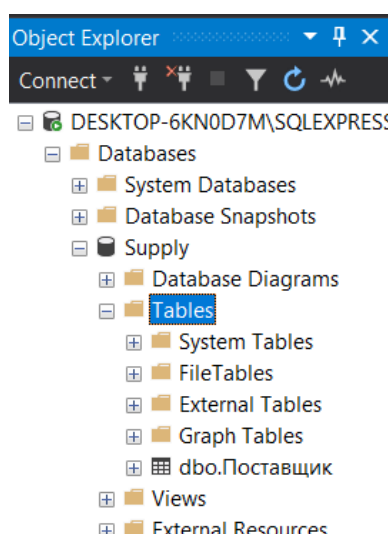 Object Explorer
Connect
DESKTOP-6KN0D7M\SQLEXPRESS
Databases
System Databases
Database Snapshots
Supply
Database Diagrams
Tables
System Tables
FileTables
External Tables
Graph Tables
dbo.Поставщик
Views
External Resources